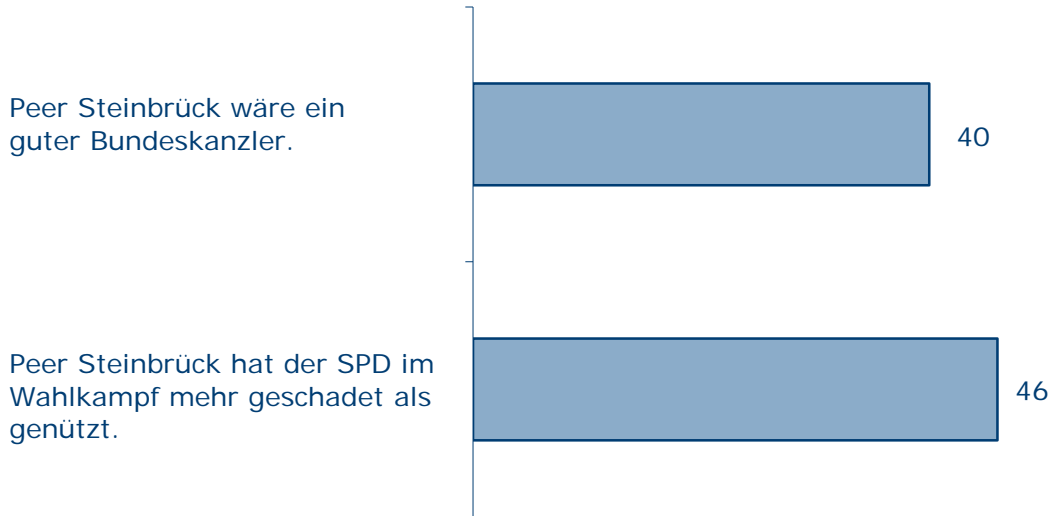 Peer Steinbrück wäre ein
guter Bundeskanzler.
40
Peer Steinbrück hat der SPD im
Wahlkampf mehr geschadet als
genützt.
46